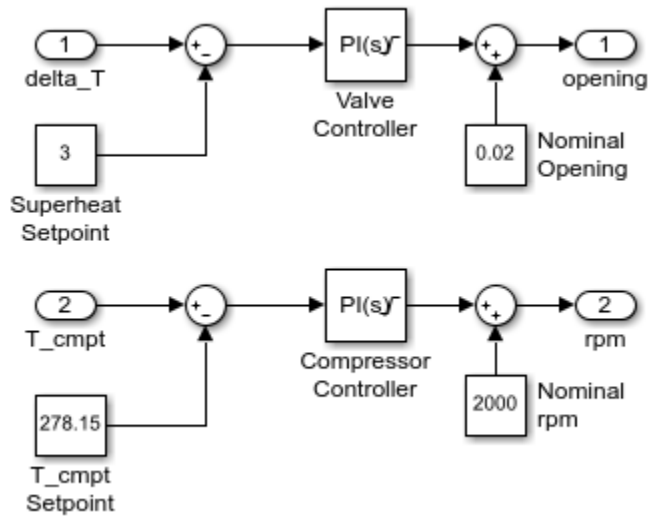 1
delta_T
+
-
PI(s)
Valve
Controller
+
+
1
opening
3
Superheat
Setpoint
0.02
Nominal
Opening
2
T_cmpt
+
-
PI(s)
Compressor
Controller
+
+
2
rpm
278.15
T_cmpt
Setpoint
2000
Nominal
rpm